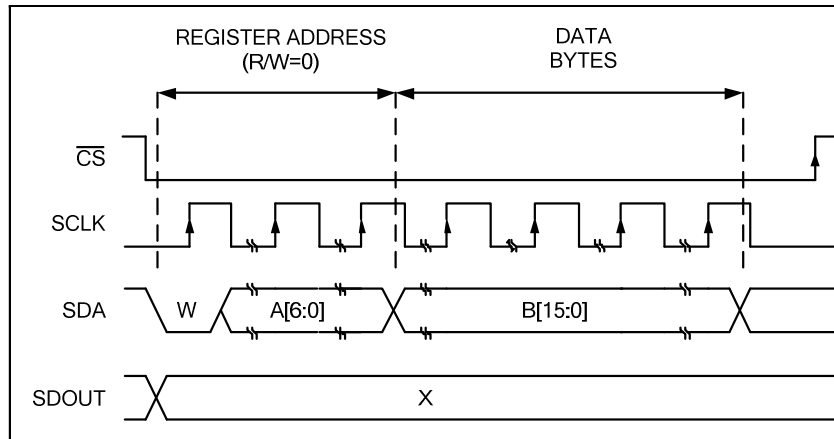 REGISTER ADDRESS
(R/W=0)
DATA
BYTES
CS
SCLK
SDA
W
A[6:0]
B[15:0]
SDOUT
X